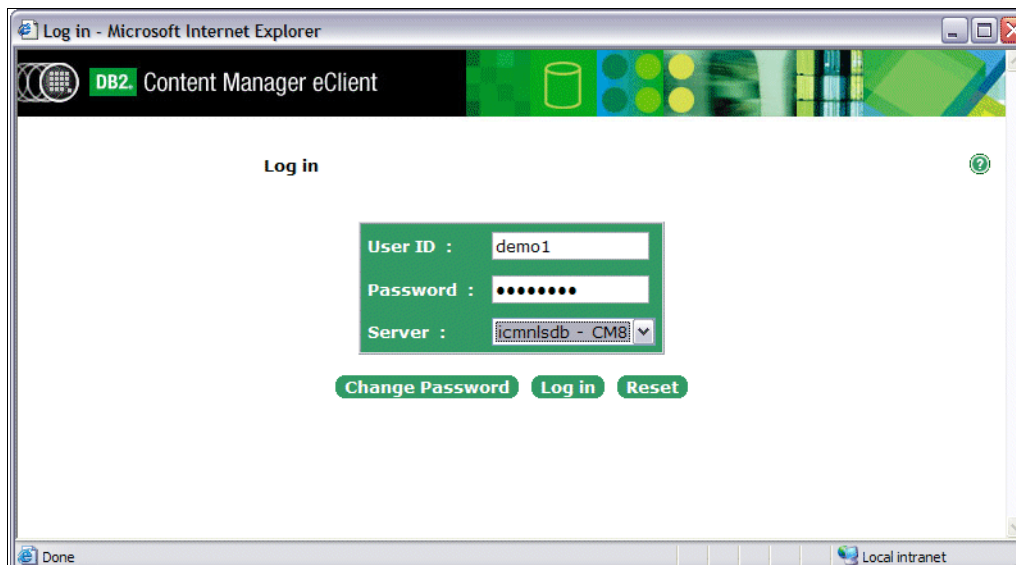 Log in - Microsoft Internet Explorer
DB2. Content Manager eClient
Log in
?
User ID :
demo1
Password :
••••••••
Server :
icmnlsdb - CM8
Change Password
Log in
Reset
Done
Local intranet